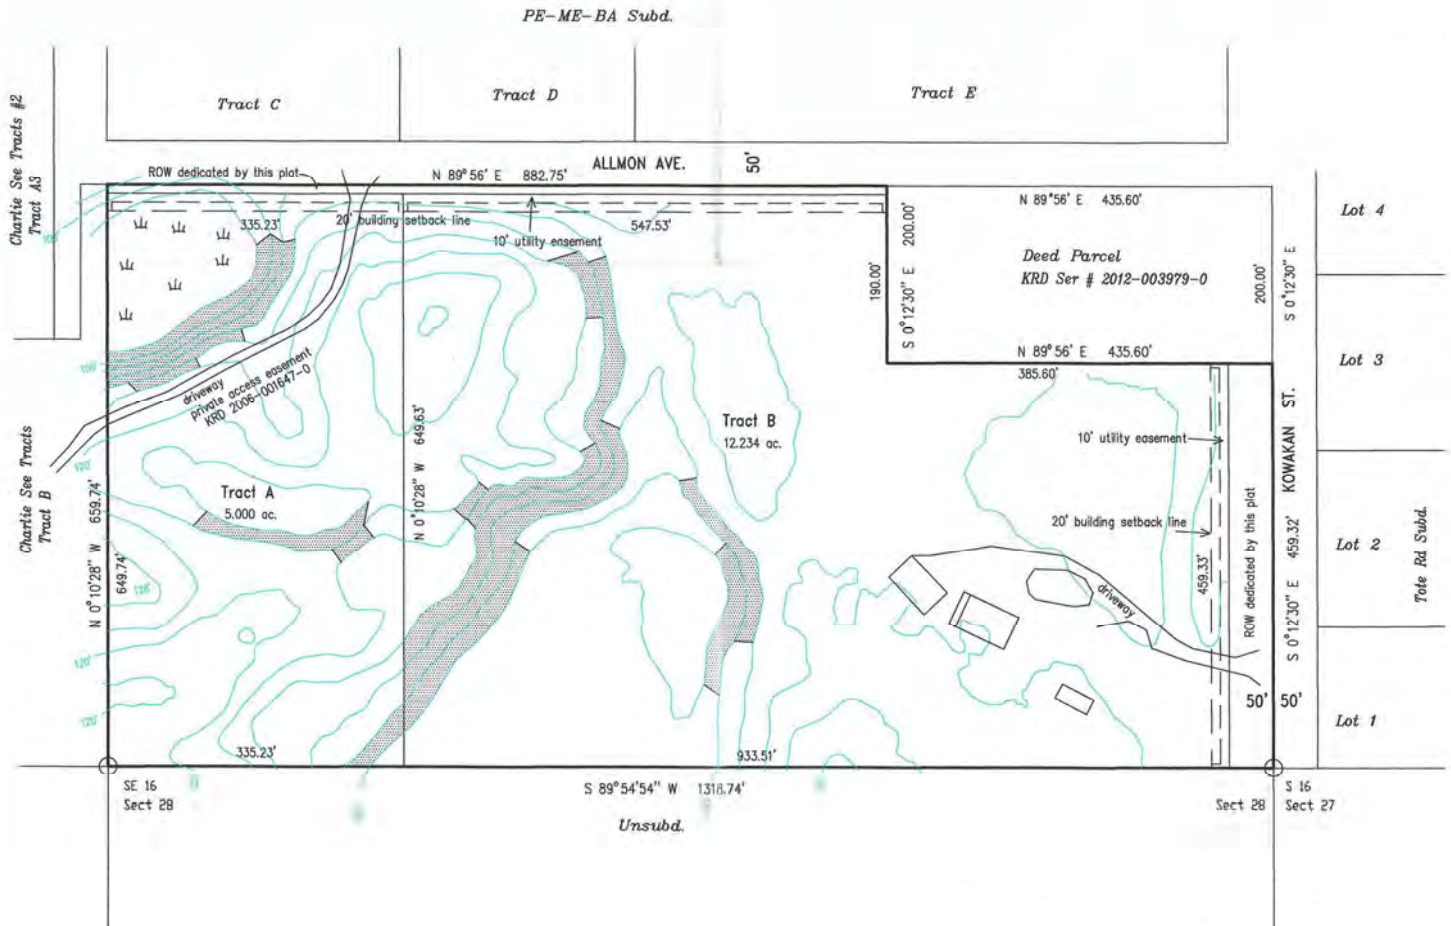 PE-ME-BA Subd.
Tract C
Tract D
Tract E
Charlie See Tracts #2
Tract A3
ALLMON AVE.
50'
ROW dedicated by this plat
N 89°56' E 882.75'
N 89°56' E 435.60'
Lot 4
335.23'
20' building setback line
10' utility easement
547.53'
190.00'
S 0°12'30" E 200.00'
Deed Parcel
KRD Ser # 2012-003979-0
200.00'
S 0°12'30" E
N 89°56' E 435.60'
385.60'
Lot 3
100'
100'
driveway
private access easement
KRD 2006-001647-0
N 0°10'28" W 649.63'
Tract B
12.234 ac.
10' utility easement
KOWAKAN ST.
Charlie See Tracts
Tract B
120'
Tract A
5.000 ac.
N 0°10'28" W 659.74'
649.74'
126'
20' building setback line
459.33'
ROW dedicated by this plat
S 0°12'30" E 459.32'
Lot 2
Tote Rd Subd.
driveway
120'
120'
50'
50'
Lot 1
335.23'
933.51'
SE 16
Sect 28
S 89°54'54" W 1318.74'
Unsubd.
Sect 28
S 16
Sect 27